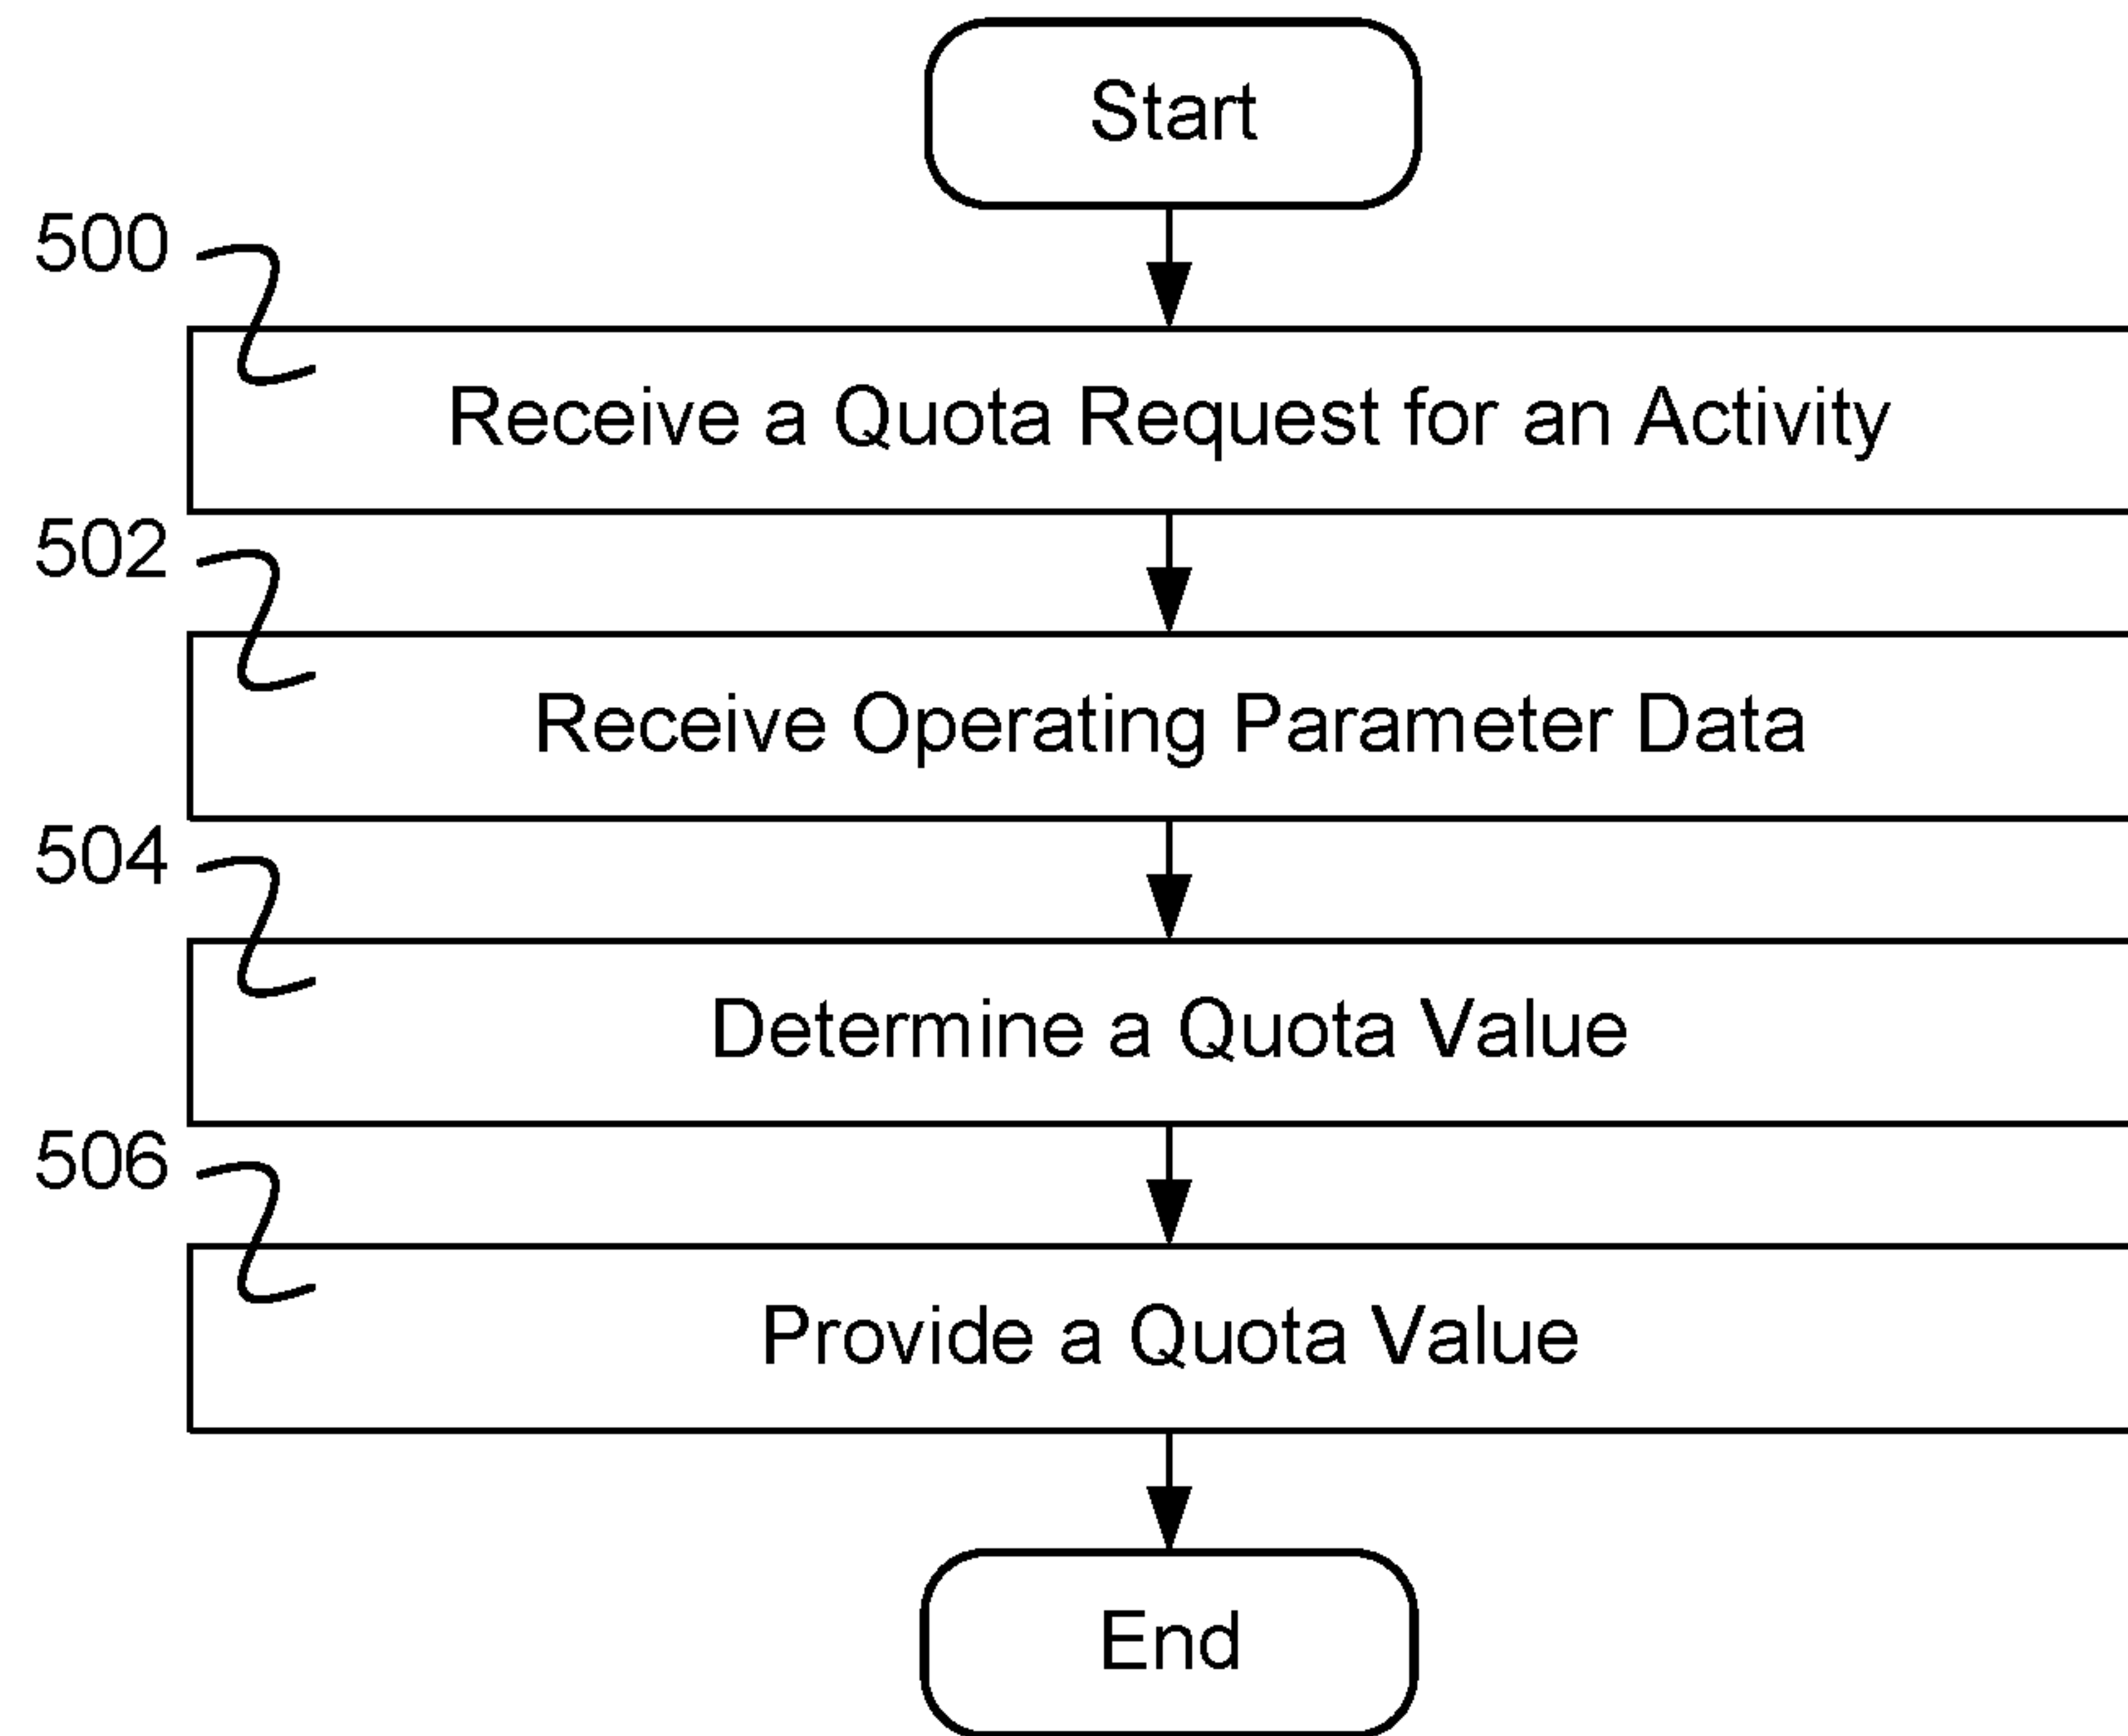 Start
500
Receive a Quota Request for an Activity
502
Receive Operating Parameter Data
504
Determine a Quota Value
506
Provide a Quota Value
End